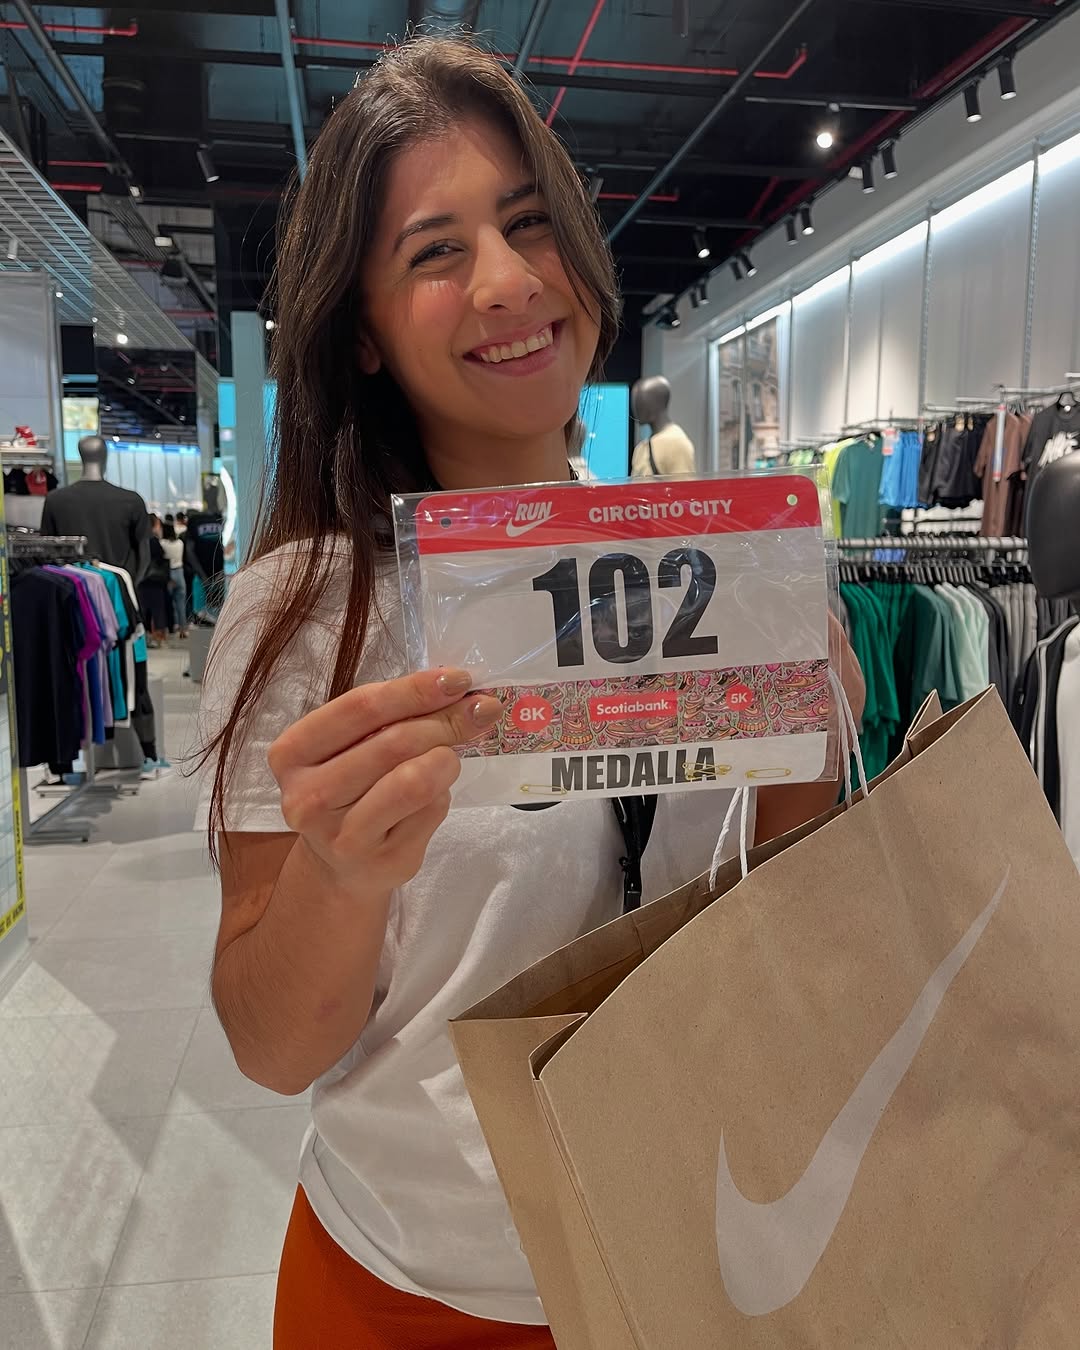 RUN
CIRCUITO CITY
102
8K Scotiabank. 5K
MEDALLA